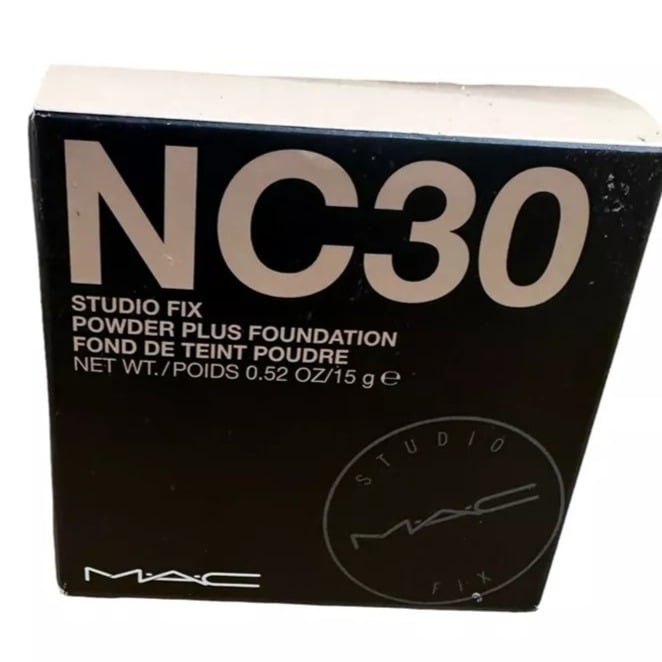 NC30
STUDIO FIX
POWDER PLUS FOUNDATION
FOND DE TEINT POUDRE
NET WT./POIDS 0.52 OZ/15 g ℮
STUDIO
M·A·C
FIX
M·A·C